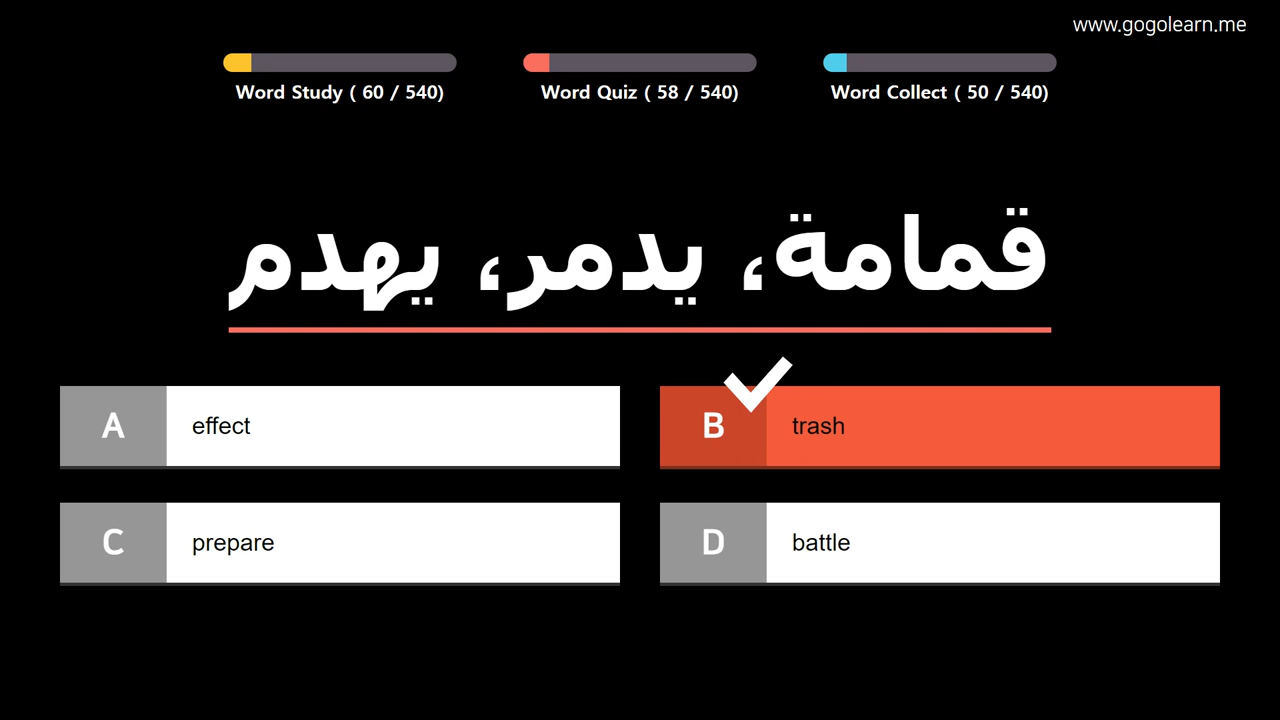 www.gogolearn.me
Word Study ( 60 / 540)
Word Quiz ( 58 / 540)
Word Collect ( 50 / 540)
قمامة، يدمر، يهدم
A effect
B trash
C prepare
D battle